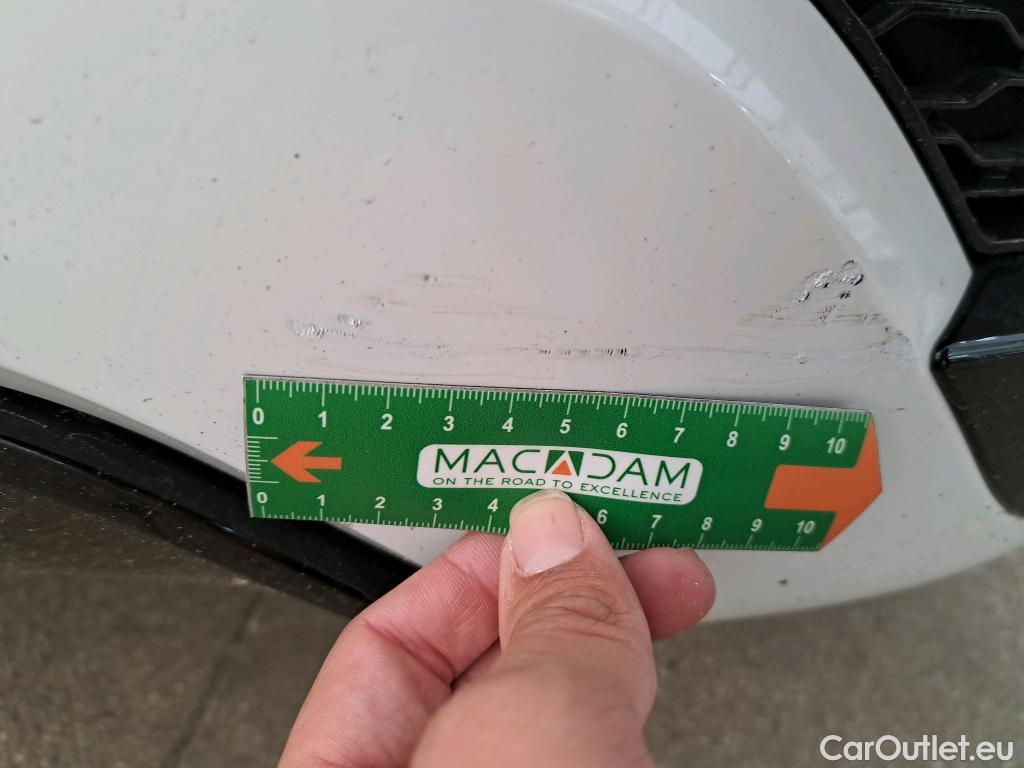 0 1 2 3 4 5 6 7 8 9 10
MACADAM
ON THE ROAD TO EXCELLENCE
0 1 2 3 4 6 7 8 9 10
CarOutlet.eu